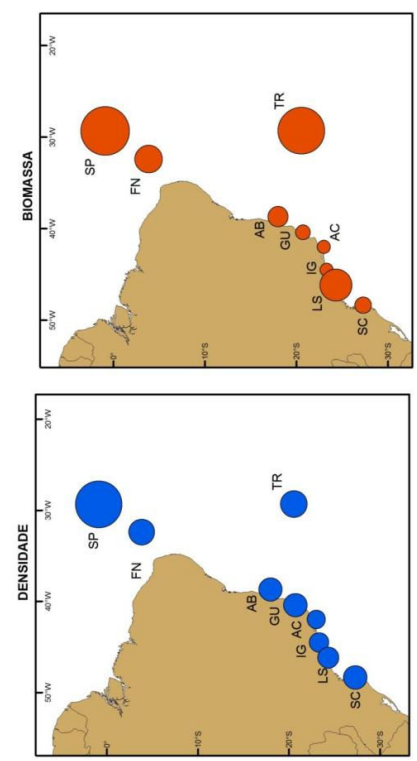 DENSIDADE
50°W
40°W
30°W
20°W
SP
0°
FN
10°S
AB
20°S
GU
TR
AC
IG
LS
SC
30°S
BIOMASSA
50°W
40°W
30°W
20°W
SP
0°
FN
10°S
AB
TR
GU
20°S
IG
LS
AC
SC
30°S